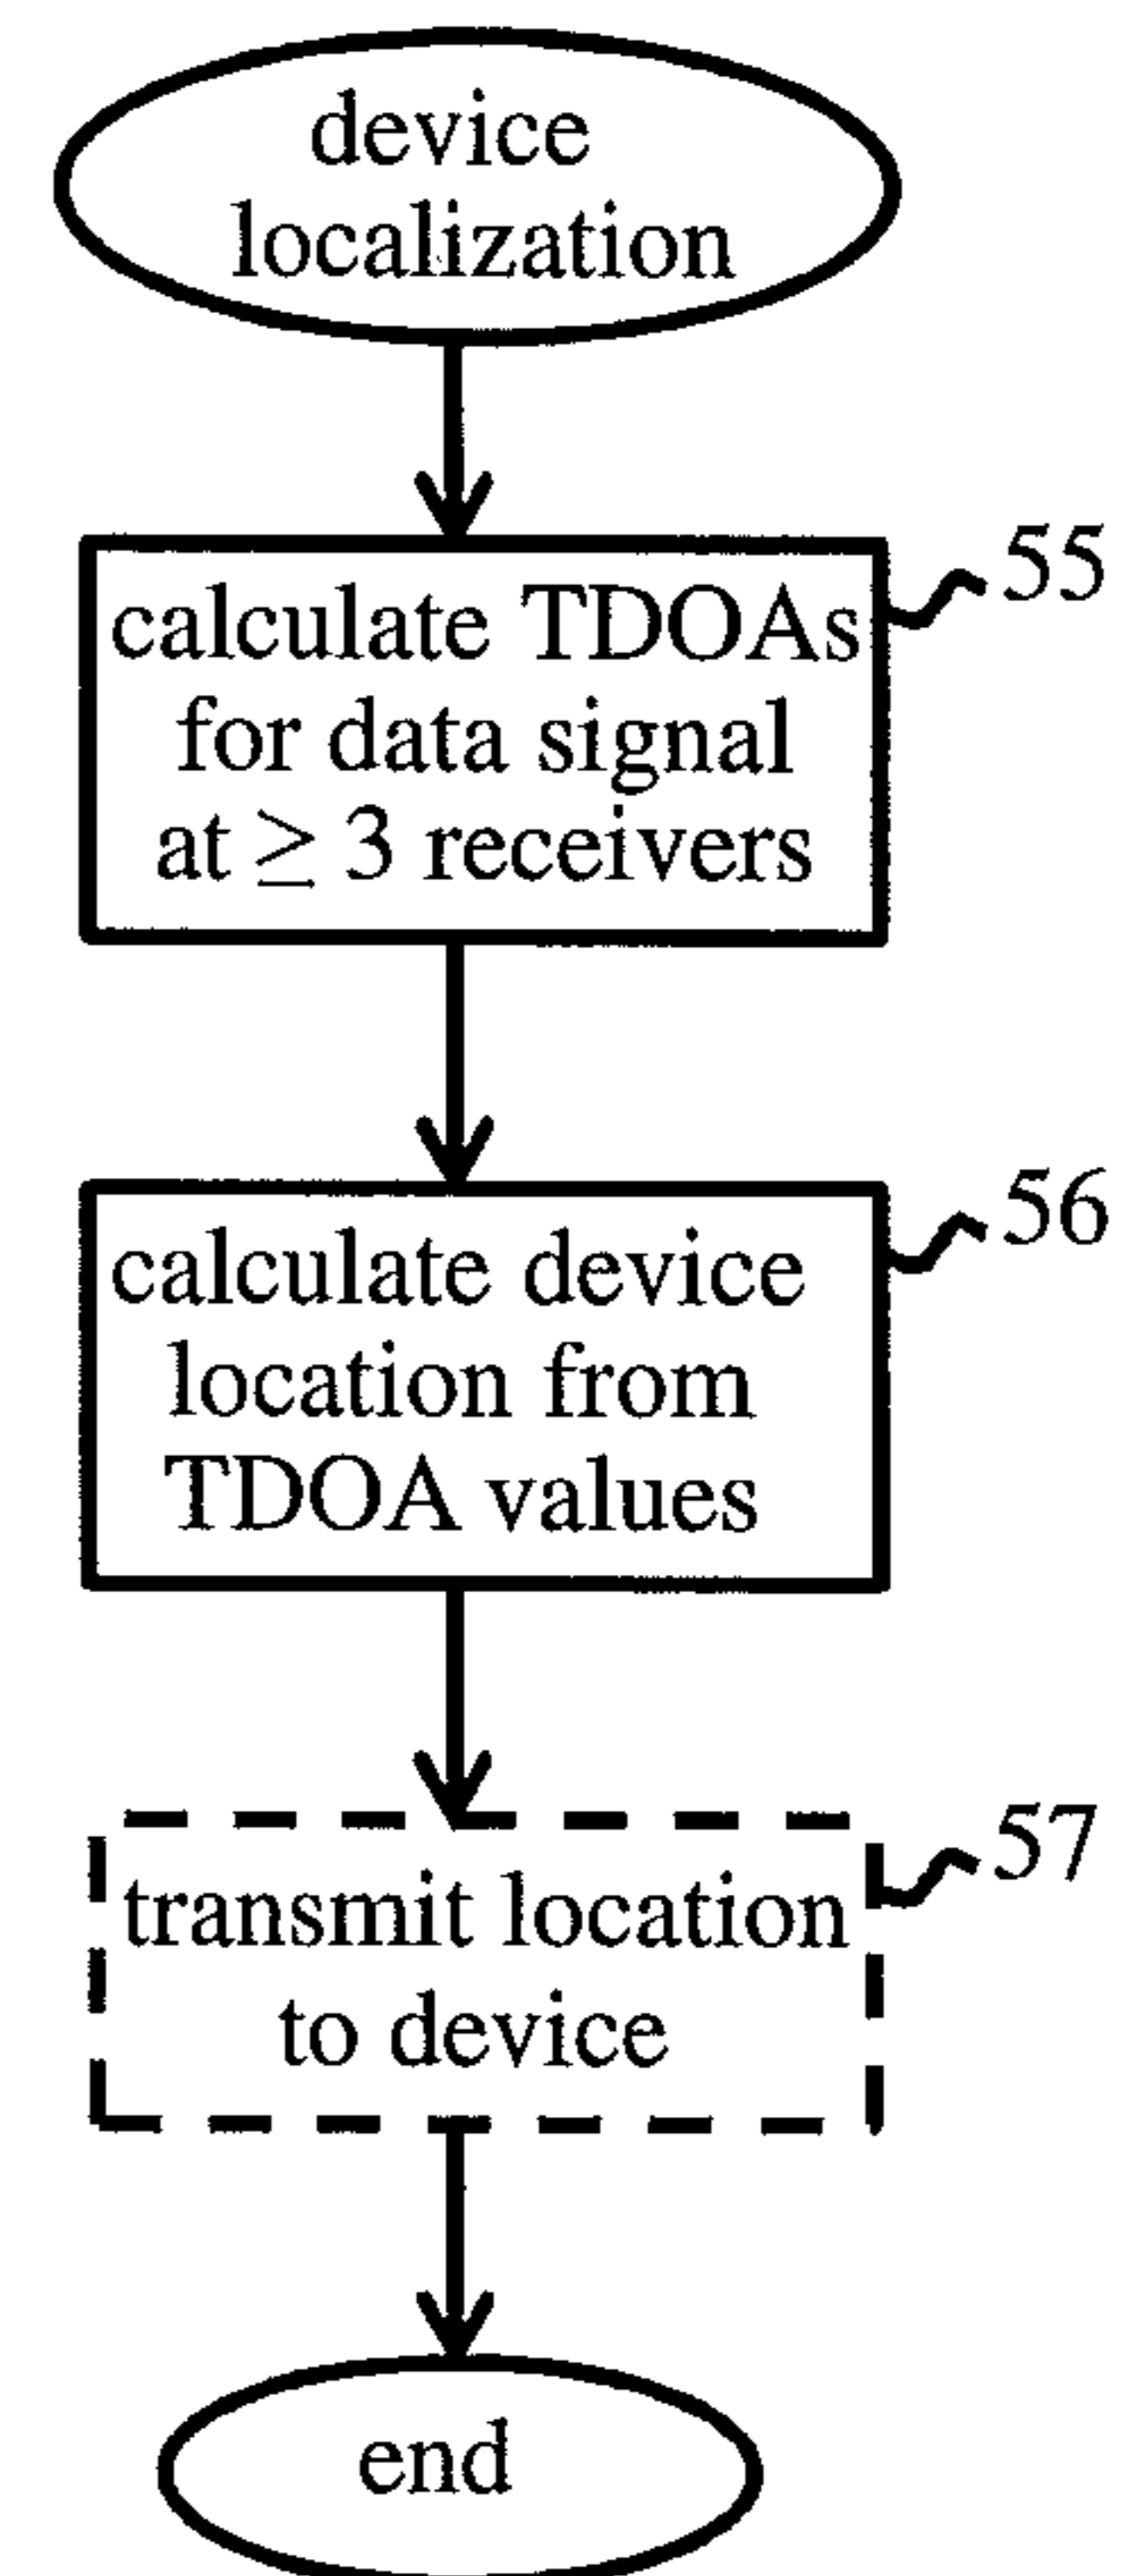 device
localization
55
calculate TDOAs
for data signal
at ≥ 3 receivers
56
calculate device
location from
TDOA values
57
transmit location
to device
end